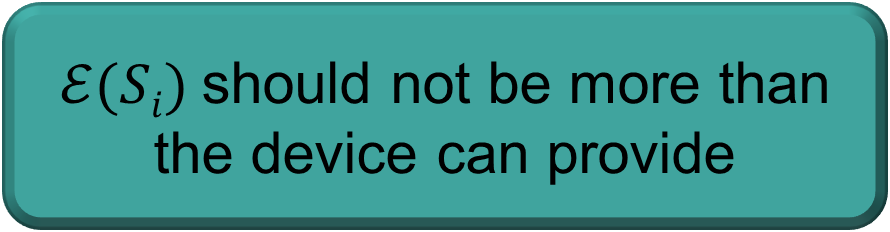 ℰ(Sᵢ) should not be more than
the device can provide